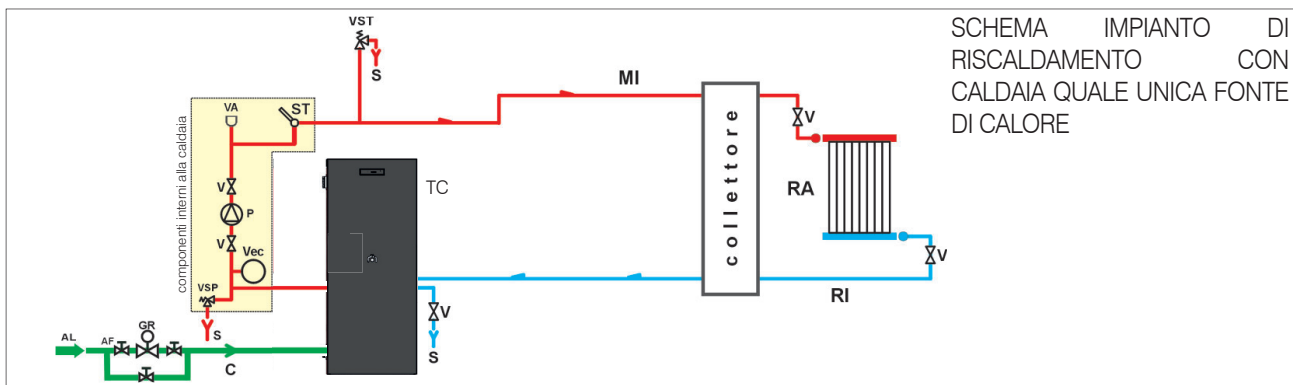 SCHEMA IMPIANTO DI
RISCALDAMENTO CON
CALDAIA QUALE UNICA FONTE
DI CALORE
VST
S
MI
VA
ST
componenti interni alla caldaia
V
P
V
Vec
VSP
S
TC
collettore
V
RA
V
RI
V
S
AL
AF
GR
C